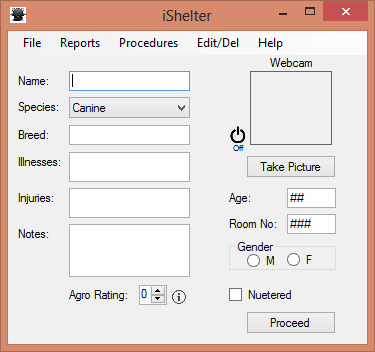 iShelter
File Reports Procedures Edit/Del Help
Webcam
Name:
Species: Canine
Breed:
Off
Illnesses:
Take Picture
Injuries:
Age: ##
Room No: ###
Notes:
Gender
M F
Agro Rating: 0
Nuetered
Proceed